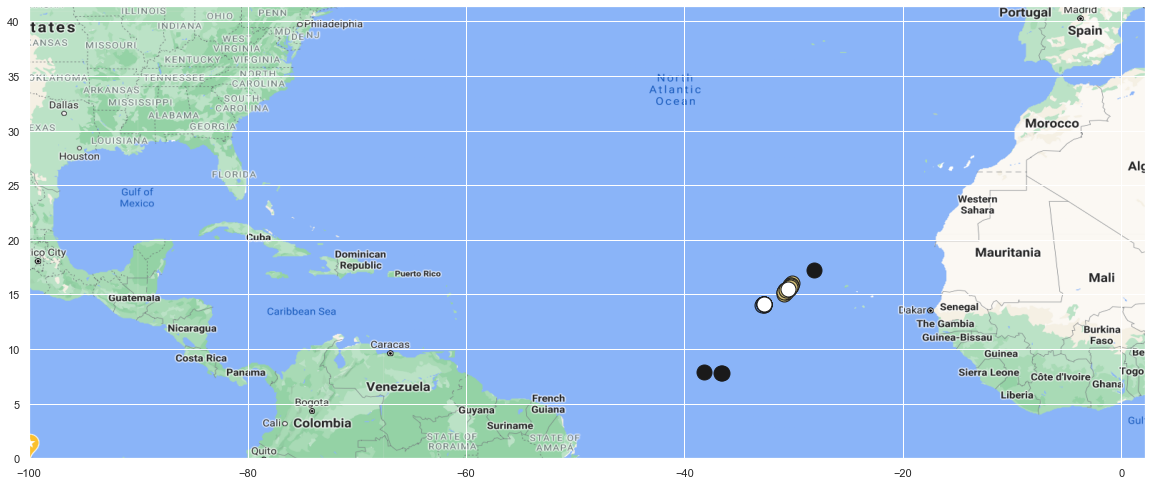 40
35
30
25
20
15
10
5
0
−100
−80
−60
−40
−20
0
tates
ILLINOIS
OHIO
PENN
Philadelphia
INDIANA
MD
DE
NJ
KANSAS
MISSOURI
WEST
VIRGINIA
KENTUCKY
VIRGINIA
OKLAHOMA
TENNESSEE
NORTH
CAROLINA
ARKANSAS
MISSISSIPPI
SOUTH
CAROLINA
Dallas
ALABAMA
GEORGIA
EXAS
LOUISIANA
Houston
FLORIDA
Gulf of
Mexico
Cuba
ico City
Dominican
Republic
Puerto Rico
Guatemala
Caribbean Sea
Nicaragua
Costa Rica
Panama
Caracas
Venezuela
Bogota
Guyana
French
Guiana
Cali
Colombia
Suriname
STATE OF
RORAIMA
STATE OF
AMAPA
Quito
North
Atlantic
Ocean
Portugal
Madrid
Spain
Morocco
Alg
Western
Sahara
Mauritania
Mali
Dakar
Senegal
The Gambia
Guinea-Bissau
Burkina
Faso
Guinea
Be
Sierra Leone
Côte d'Ivoire
Togo
Ghana
Liberia
Gul